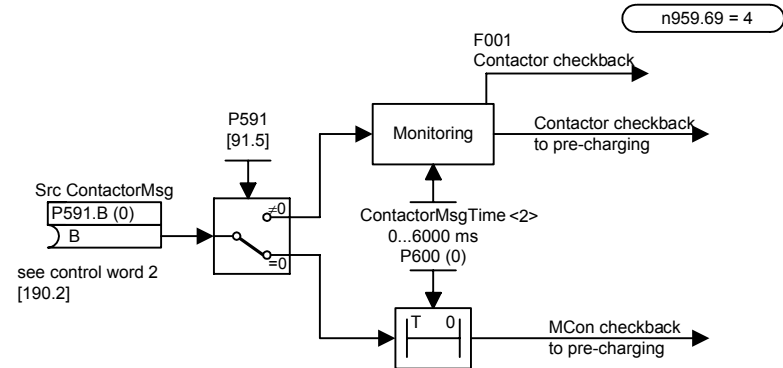 n959.69 = 4
F001
Contactor checkback
P591
[91.5]
Monitoring
Contactor checkback
to pre-charging
Src ContactorMsg
P591.B (0)
B
≠0
=0
ContactorMsgTime <2>
0...6000 ms
P600 (0)
see control word 2
[190.2]
T 0
MCon checkback
to pre-charging